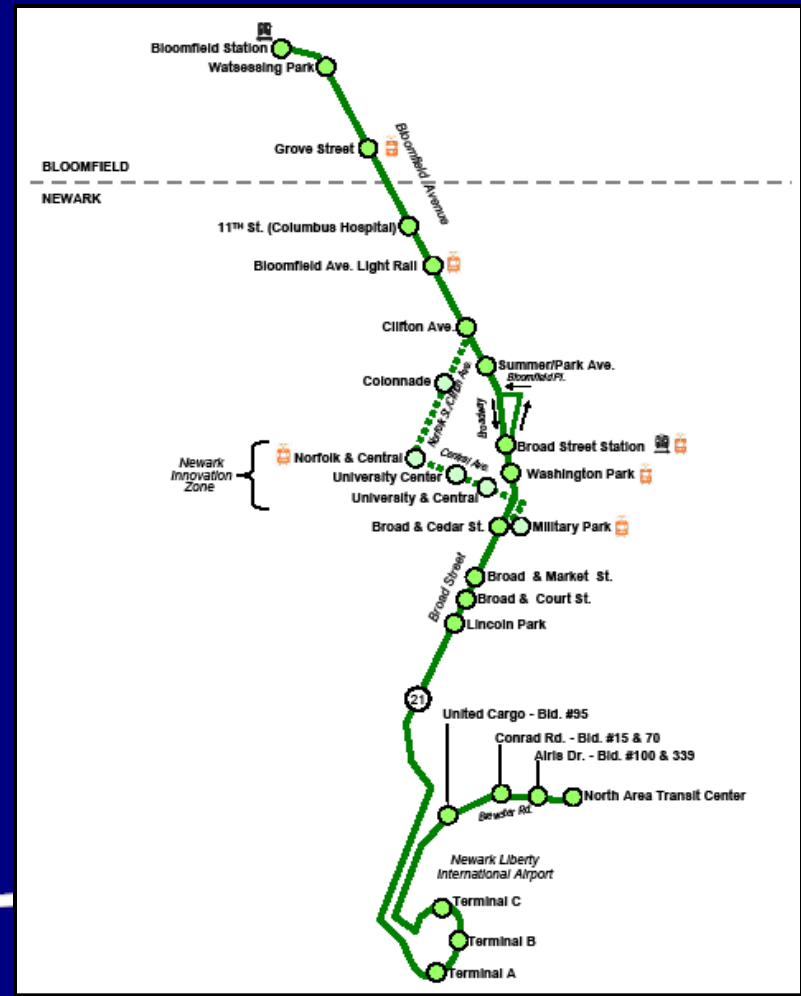 Bloomfield Station
Watsessing Park
Grove Street
Bloomfield Avenue
BLOOMFIELD
NEWARK
11TH St. (Columbus Hospital)
Bloomfield Ave. Light Rail
Clifton Ave.
Summer/Park Ave.
Bloomfield Pl.
Colonnade
Norfolk St./Clifton Ave.
Broadway
Broad Street Station
Norfolk & Central
Central Ave.
Newark
Innovation
Zone
University Center
Washington Park
University & Central
Broad & Cedar St.
Military Park
Broad Street
Broad & Market St.
Broad & Court St.
Lincoln Park
21
United Cargo - Bld. #95
Conrad Rd. - Bld. #15 & 70
Airis Dr. - Bld. #100 & 339
North Area Transit Center
Brewster Rd.
Newark Liberty
International Airport
Terminal C
Terminal B
Terminal A